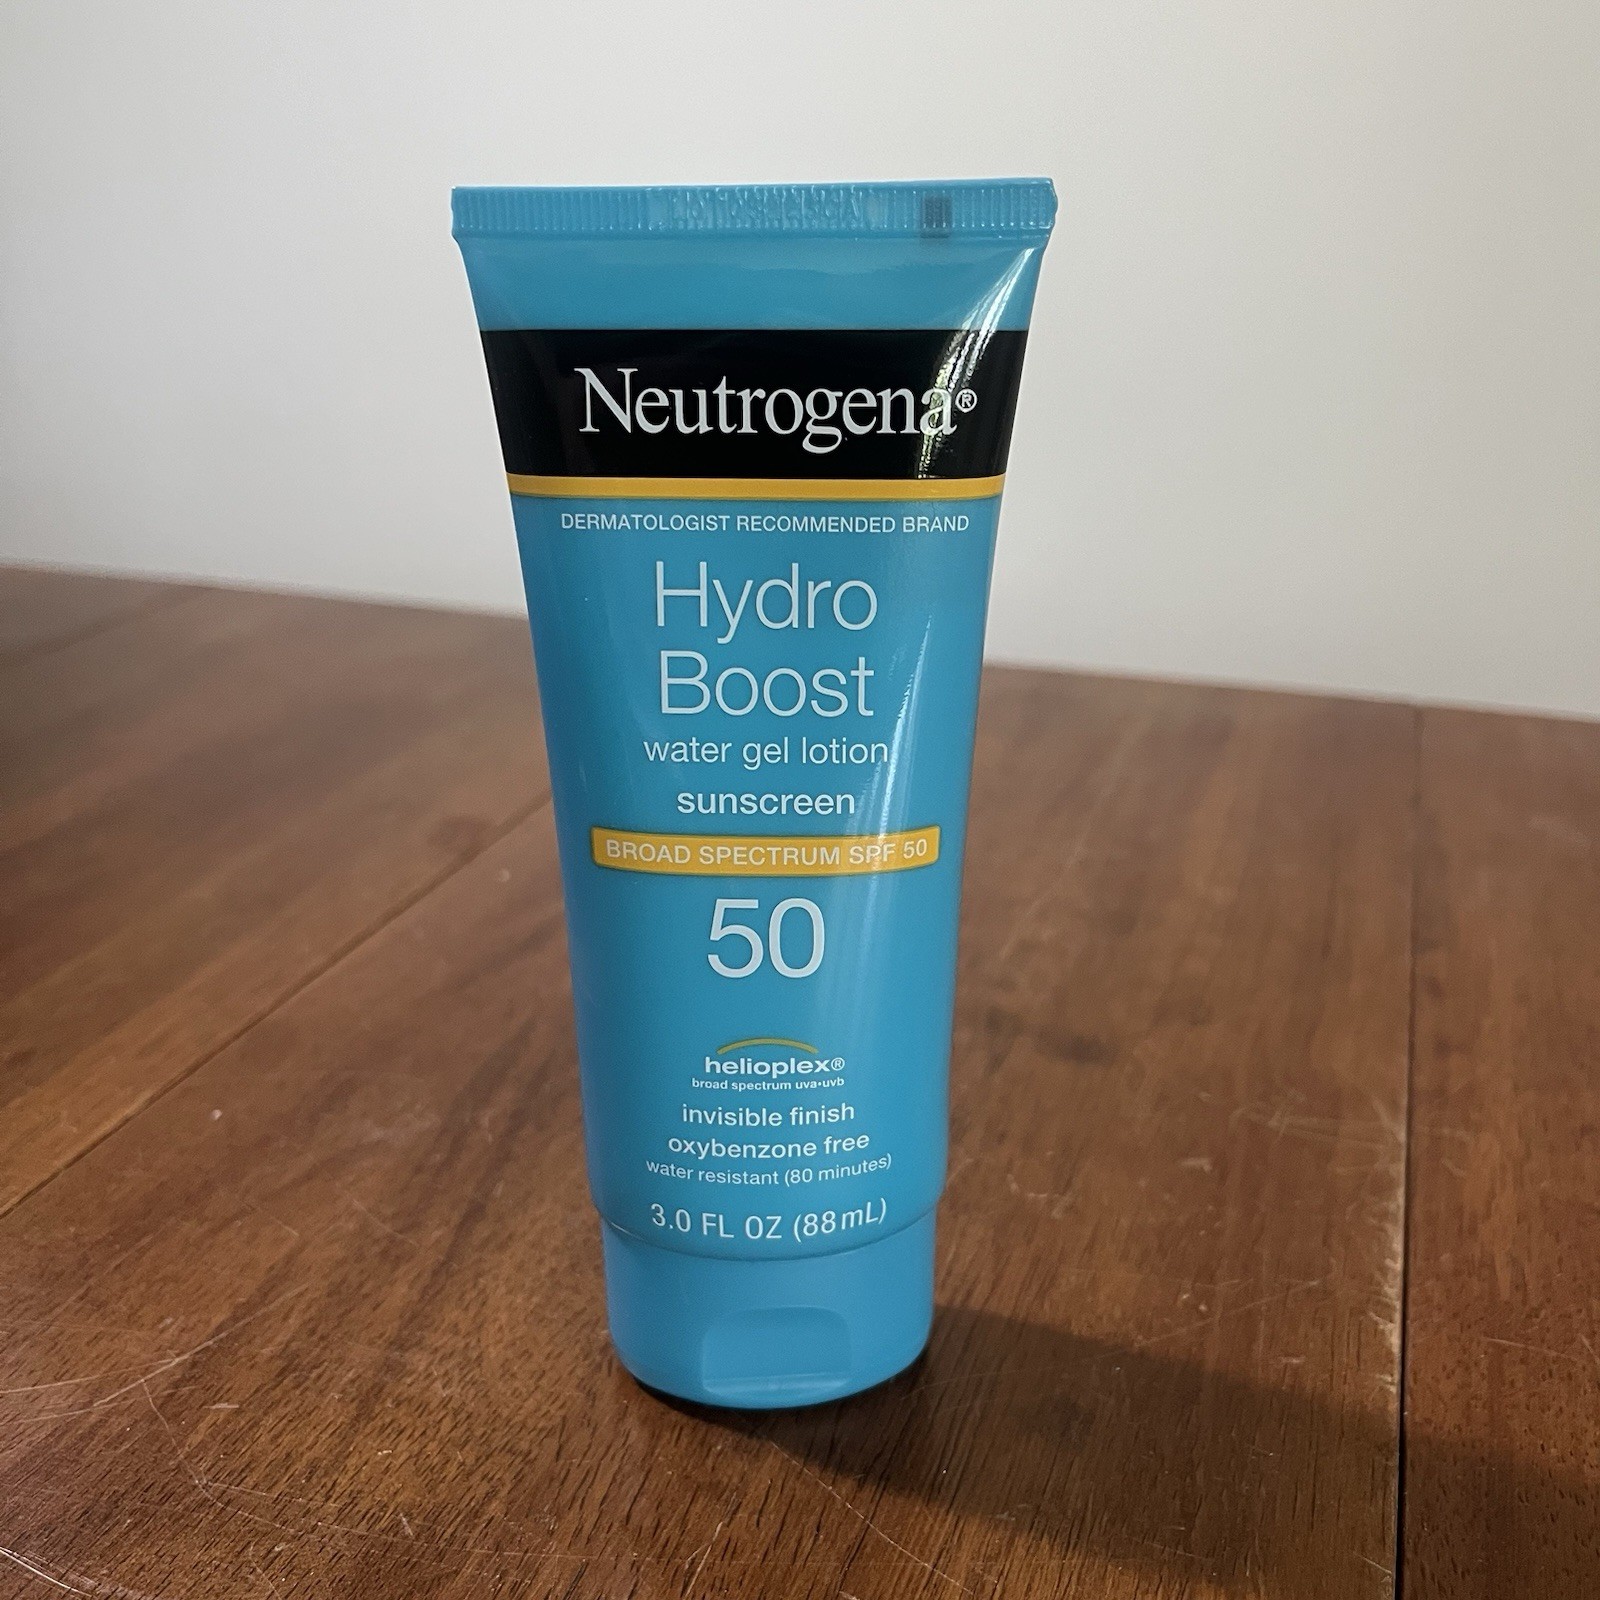 Neutrogena®
DERMATOLOGIST RECOMMENDED BRAND
Hydro
Boost
water gel lotion
sunscreen
BROAD SPECTRUM SPF 50
50
helioplex®
broad spectrum uva•uvb
invisible finish
oxybenzone free
water resistant (80 minutes)
3.0 FL OZ (88mL)